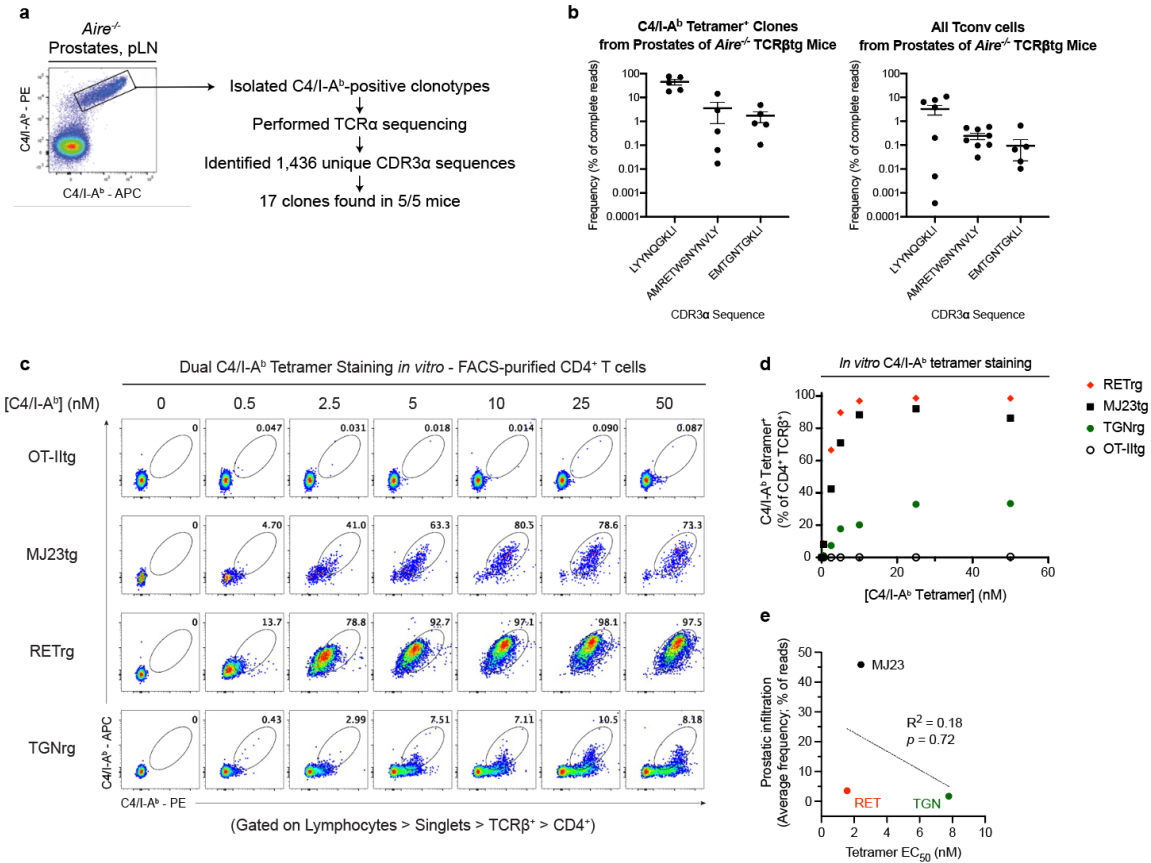 a
Aire-/-
Prostates, pLN
C4/I-Ab - PE
C4/I-Ab - APC
Isolated C4/I-Ab-positive clonotypes
Performed TCRα sequencing
Identified 1,436 unique CDR3α sequences
17 clones found in 5/5 mice
b
C4/I-Ab Tetramer+ Clones
from Prostates of Aire-/- TCRβtg Mice
Frequency (% of complete reads)
100
10
1
0.1
0.01
0.001
0.0001
LYYNQGKLI
AMRETWSNYNVLY
EMTGNTGKLI
CDR3α Sequence
All Tconv cells
from Prostates of Aire-/- TCRβtg Mice
Frequency (% of complete reads)
100
10
1
0.1
0.01
0.001
0.0001
LYYNQGKLI
AMRETWSNYNVLY
EMTGNTGKLI
CDR3α Sequence
c
Dual C4/I-Ab Tetramer Staining in vitro - FACS-purified CD4+ T cells
[C4/I-Ab] (nM) 0 0.5 2.5 5 10 25 50
OT-IItg 0 0.047 0.031 0.018 0.014 0.090 0.087
MJ23tg 0 4.70 41.0 63.3 80.5 78.6 73.3
RETrg 0 13.7 78.8 92.7 97.1 98.1 97.5
TGNrg 0 0.43 2.99 7.51 7.11 10.5 8.18
C4/I-Ab - APC
C4/I-Ab - PE
(Gated on Lymphocytes > Singlets > TCRβ+ > CD4+)
d
In vitro C4/I-Ab tetramer staining
C4/I-Ab Tetramer+
(% of CD4+ TCRβ+)
100
80
60
40
20
0
0 20 40 60
[C4/I-Ab Tetramer] (nM)
RETrg
MJ23tg
TGNrg
OT-IItg
e
Prostatic infiltration
(Average frequency: % of reads)
50
40
30
20
10
0
MJ23
R2 = 0.18
p = 0.72
RET
TGN
0 2 4 6 8 10
Tetramer EC50 (nM)